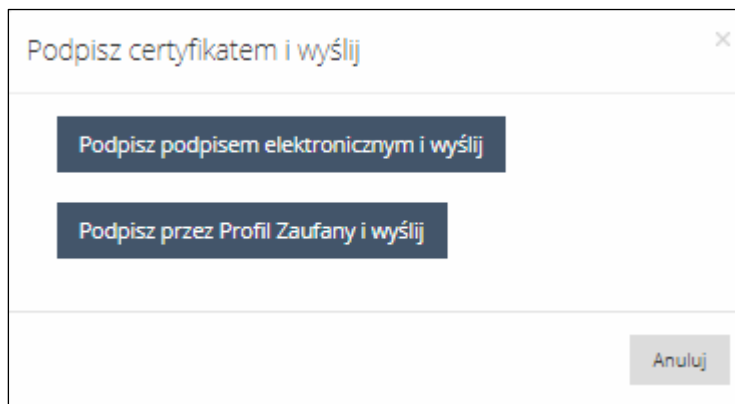 Podpisz certyfikatem i wyślij
×
Podpisz podpisem elektronicznym i wyślij
Podpisz przez Profil Zaufany i wyślij
Anuluj